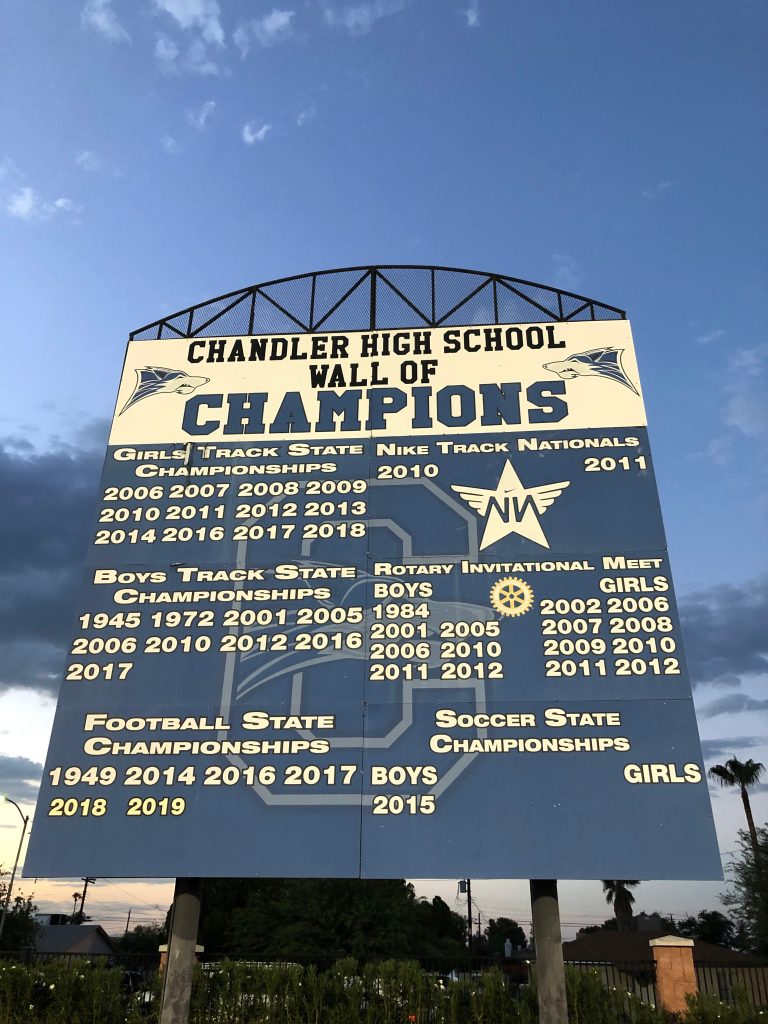 CHANDLER HIGH SCHOOL
WALL OF
CHAMPIONS
GIRLS TRACK STATE
CHAMPIONSHIPS
2006 2007 2008 2009
2010 2011 2012 2013
2014 2016 2017 2018
NIKE TRACK NATIONALS
2010 2011
NN
BOYS TRACK STATE
CHAMPIONSHIPS
1945 1972 2001 2005
2006 2010 2012 2016
2017
ROTARY INVITATIONAL MEET
BOYS
1984
2001 2005
2006 2010
2011 2012
GIRLS
2002 2006
2007 2008
2009 2010
2011 2012
FOOTBALL STATE
CHAMPIONSHIPS
1949 2014 2016 2017
2018 2019
SOCCER STATE
CHAMPIONSHIPS
BOYS GIRLS
2015
C